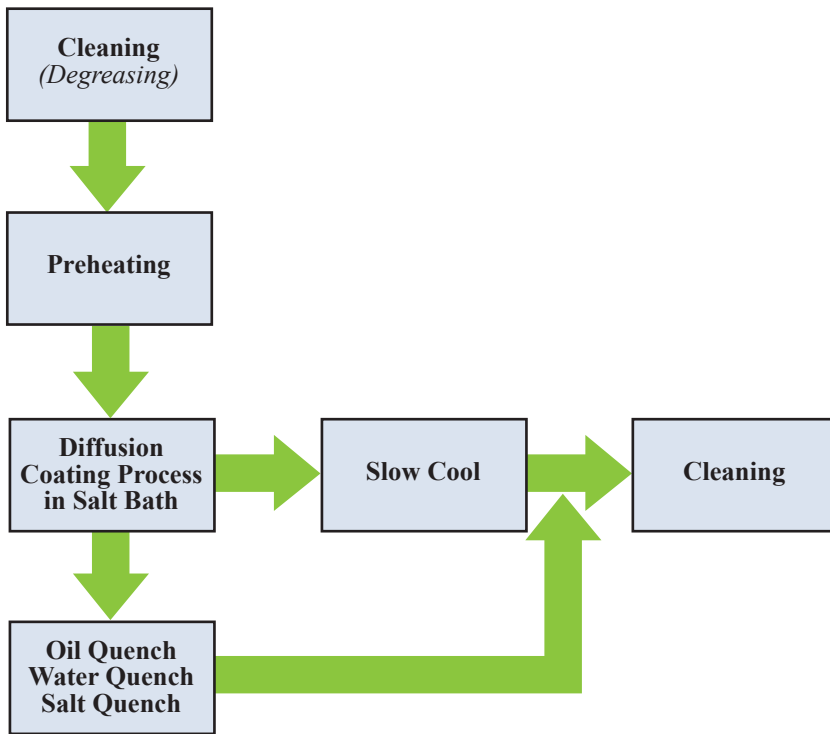 Cleaning
(Degreasing)
Preheating
Diffusion
Coating Process
in Salt Bath
Slow Cool
Cleaning
Oil Quench
Water Quench
Salt Quench